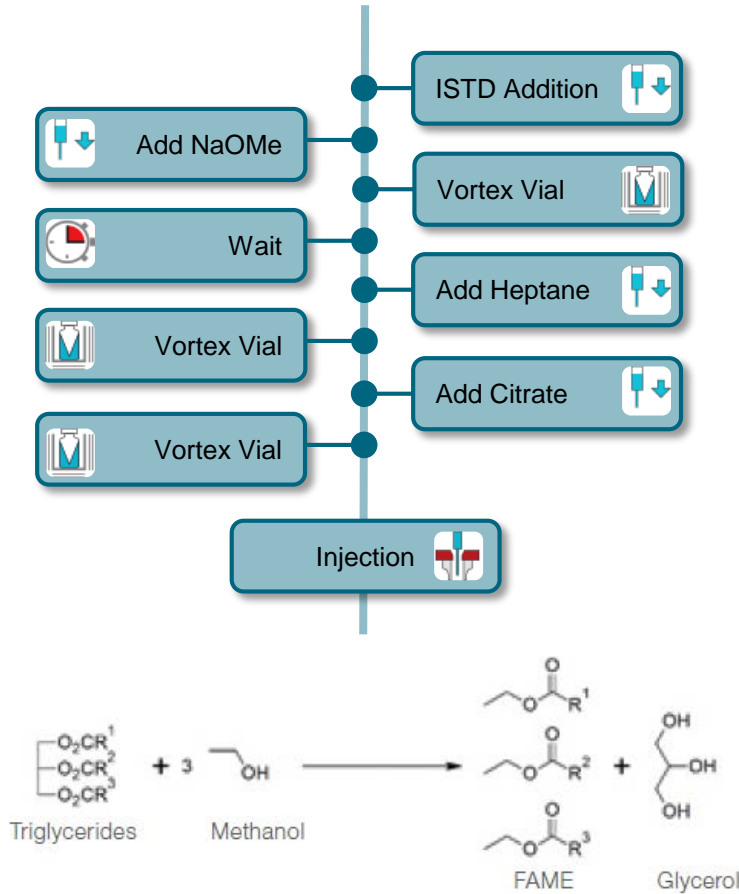 ISTD Addition
Add NaOMe
Vortex Vial
Wait
Add Heptane
Vortex Vial
Add Citrate
Vortex Vial
Injection
O₂CR¹
O₂CR²
O₂CR³
+ 3
OH
Triglycerides
Methanol
O
O
R¹
O
O
R²
O
O
R³
FAME
+
OH
OH
OH
Glycerol